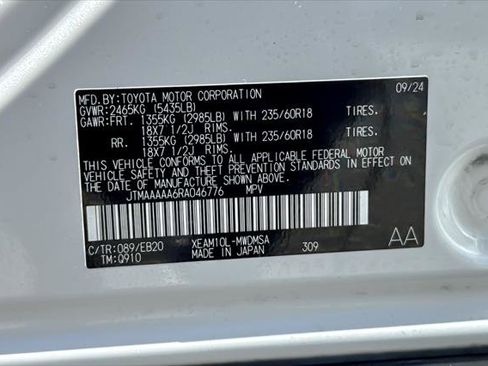 MFD.BY:TOYOTA MOTOR CORPORATION 09/24
GVWR:2465KG (5435LB)
GAWR:FRT. 1355KG (2985LB) WITH 235/60R18 TIRES.
18X7 1/2J RIMS.
RR. 1355KG (2985LB) WITH 235/60R18 TIRES.
18X7 1/2J RIMS.
THIS VEHICLE CONFORMS TO ALL APPLICABLE FEDERAL MOTOR
VEHICLE SAFETY AND THEFT PREVENTION STANDARDS IN
EFFECT ON THE DATE OF MANUFACTURE SHOWN ABOVE.
JTMAAAAA6RA046776 MPV
C/TR:089/EB20 XEAM10L-MWDMSA AA
TM:Q910 MADE IN JAPAN 309